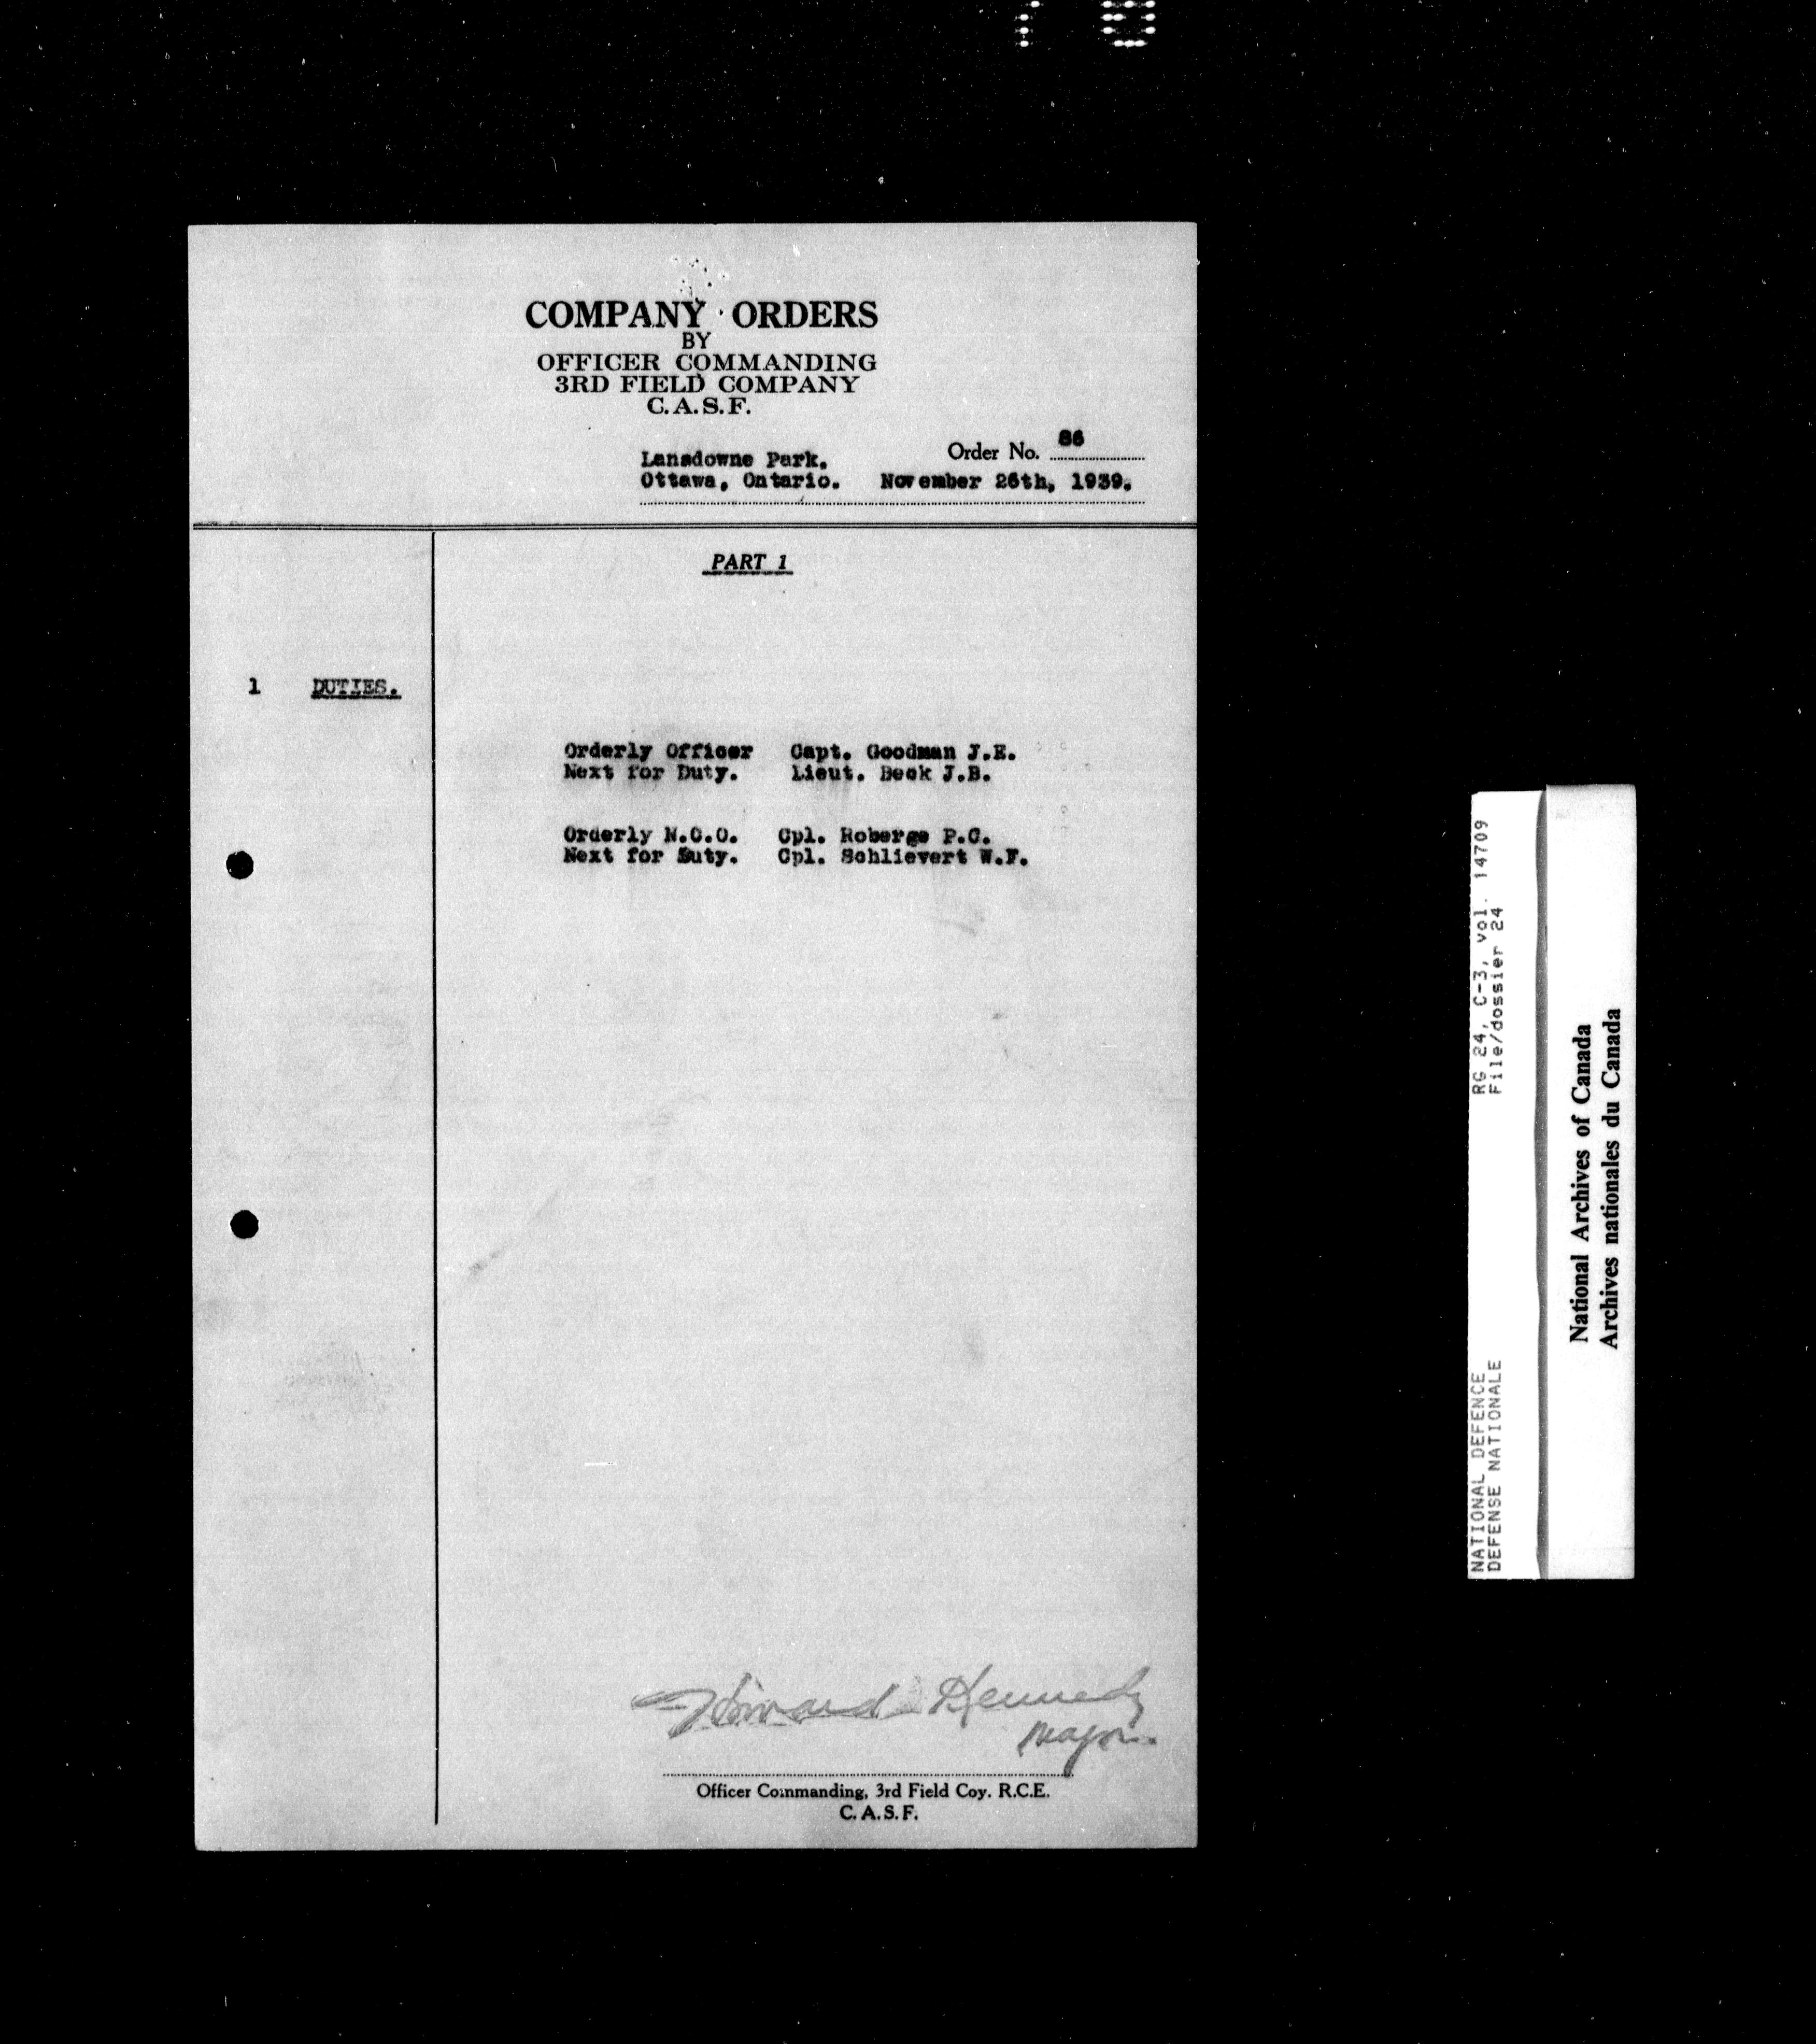 COMPANY ORDERS
BY
OFFICER COMMANDING
3RD FIELD COMPANY
C.A.S.F.
Order No. 86
Lansdowne Park.
Ottawa, Ontario. November 26th, 1939.
PART 1
1 DUTIES.
Orderly Officer Capt. Goodman J.E.
Next for Duty. Lieut. Beck J.B.
Orderly N.C.O. Cpl. Roberge P.C.
Next for Duty. Cpl. Schlievert W.F.
Howard Kennedy
Major.
Officer Commanding, 3rd Field Coy. R.C.E.
C.A.S.F.
NATIONAL DEFENCE RG 24, C-3, vol. 14709
DEFENSE NATIONALE File/dossier 24
National Archives of Canada
Archives nationales du Canada